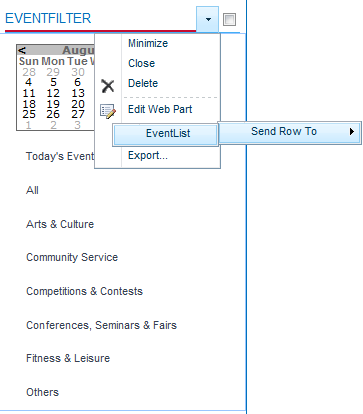 EVENTFILTER
Minimize
< Augu
Close
Sun Mon Tue W
28 29 30
Delete
4 5 6
11 12 13
18 19 20
Edit Web Part
25 26 27
1 2 3
EventList
Send Row To
Today's Event
Export...
All
Arts & Culture
Community Service
Competitions & Contests
Conferences, Seminars & Fairs
Fitness & Leisure
Others